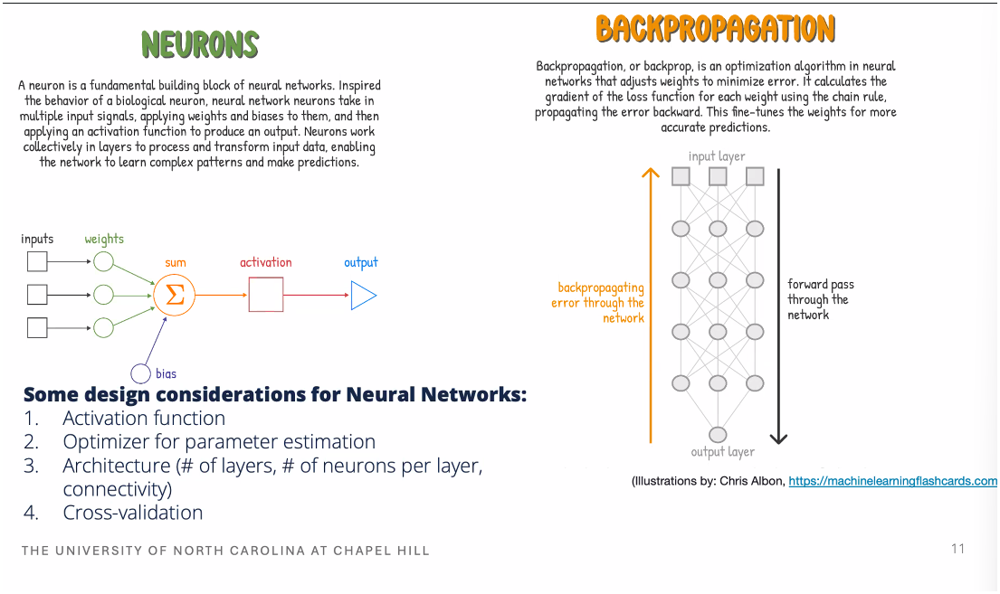 NEURONS
A neuron is a fundamental building block of neural networks. Inspired
the behavior of a biological neuron, neural network neurons take in
multiple input signals, applying weights and biases to them, and then
applying an activation function to produce an output. Neurons work
collectively in layers to process and transform input data, enabling
the network to learn complex patterns and make predictions.
inputs
weights
sum
activation
output
Σ
bias
Some design considerations for Neural Networks:
1. Activation function
2. Optimizer for parameter estimation
3. Architecture (# of layers, # of neurons per layer,
connectivity)
4. Cross-validation
BACKPROPAGATION
Backpropagation, or backprop, is an optimization algorithm in neural
networks that adjusts weights to minimize error. It calculates the
gradient of the loss function for each weight using the chain rule,
propagating the error backward. This fine-tunes the weights for more
accurate predictions.
input layer
backpropagating
error through the
network
forward pass
through the
network
output layer
(Illustrations by: Chris Albon, https://machinelearningflashcards.com
THE UNIVERSITY OF NORTH CAROLINA AT CHAPEL HILL
11